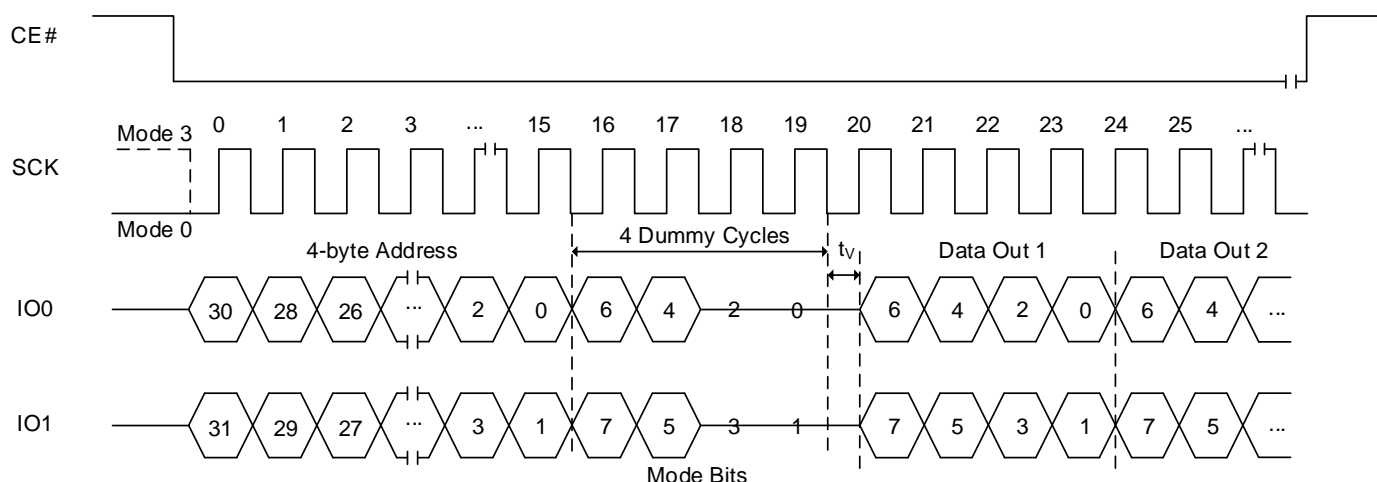 CE#
Mode 3 0 1 2 3 ... 15 16 17 18 19 20 21 22 23 24 25 ...
SCK
Mode 0
4-byte Address 4 Dummy Cycles tV Data Out 1 Data Out 2
IO0 30 28 26 ... 2 0 6 4 2 0 6 4 2 0 6 4 ...
IO1 31 29 27 ... 3 1 7 5 3 1 7 5 3 1 7 5 ...
Mode Bits